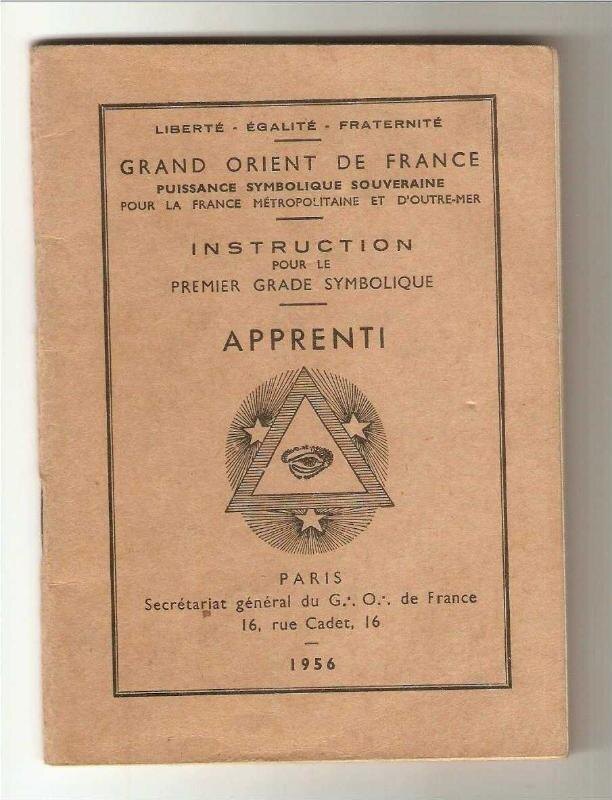 LIBERTÉ - ÉGALITÉ - FRATERNITÉ
GRAND ORIENT DE FRANCE
PUISSANCE SYMBOLIQUE SOUVERAINE
POUR LA FRANCE MÉTROPOLITAINE ET D'OUTRE-MER
INSTRUCTION
POUR LE
PREMIER GRADE SYMBOLIQUE
APPRENTI
PARIS
Secrétariat général du G∴ O∴ de France
16, rue Cadet, 16
1956